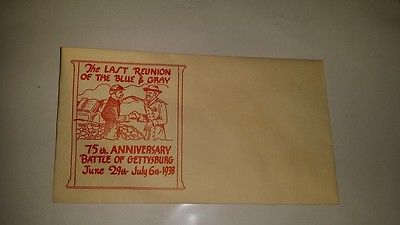 The LAST REUNION
OF THE BLUE & GRAY
75th. ANNIVERSARY
BATTLE OF GETTYSBURG
June 29th-July 6th-1938